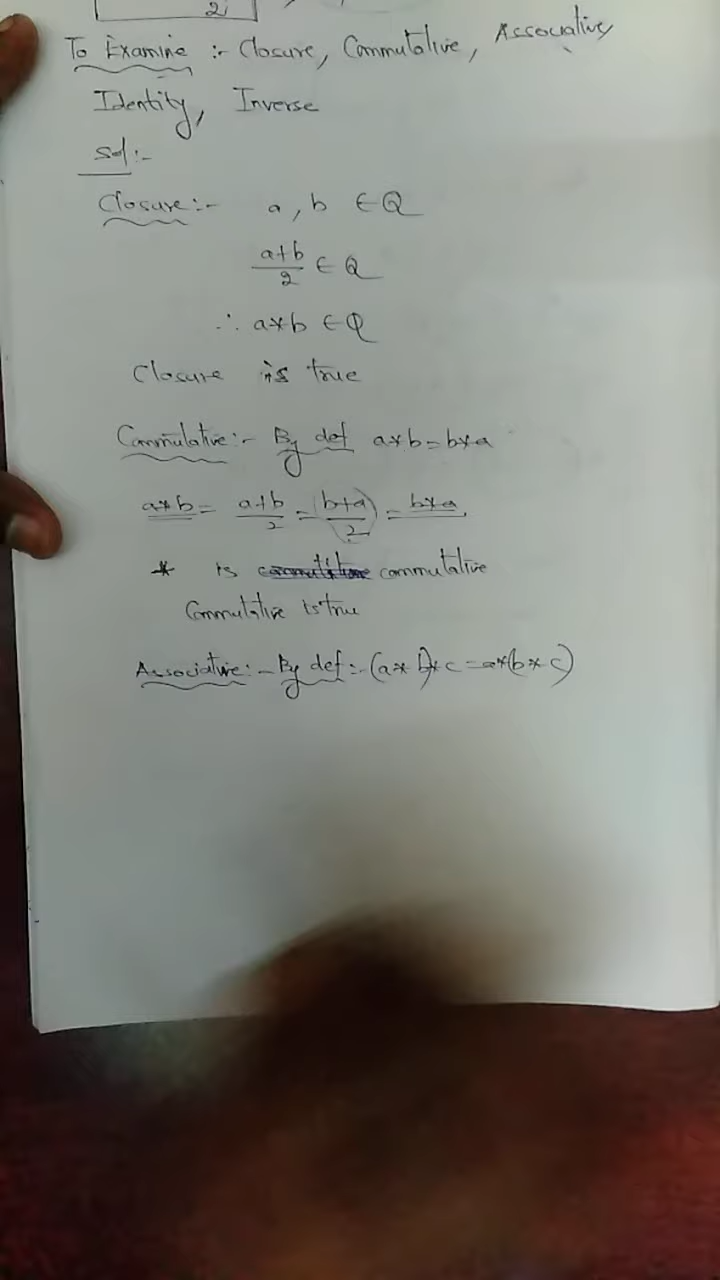 2
To Examine :- Closure, Commutative, Associative,
Identity, Inverse
Sol:-
Closure:- a, b ∈ Q
a+b/2 ∈ Q
∴ a*b ∈ Q
Closure is true
Commutative:- By def a*b = b*a
a*b = a+b/2 = (b+a)/2 = b*a.
* is commutative
Commutative is true
Associative:- By def:- (a*b)*c = a*(b*c)